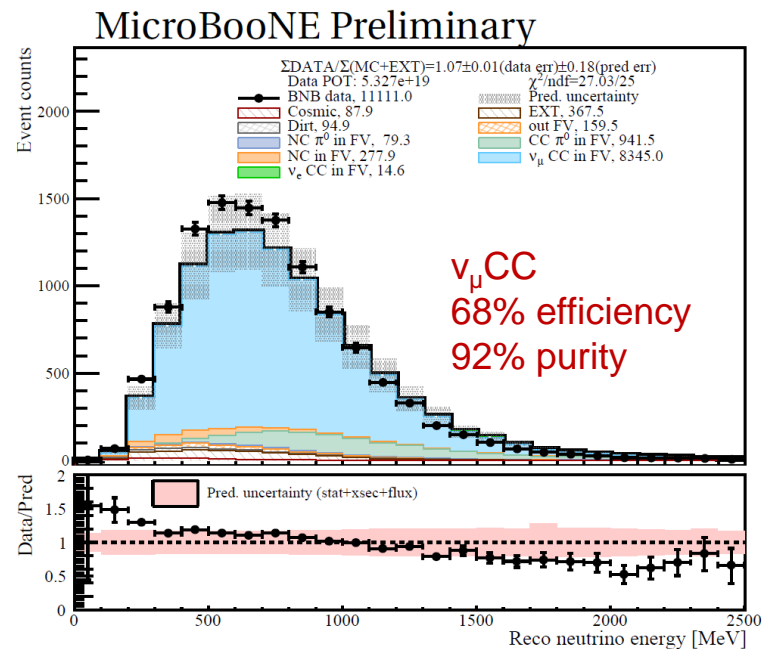 MicroBooNE Preliminary
ΣDATA/Σ(MC+EXT)=1.07±0.01(data err)±0.18(pred err)
Data POT: 5.327e+19 χ²/ndf=27.03/25
BNB data, 11111.0 Pred. uncertainty
Cosmic, 87.9 EXT, 367.5
Dirt, 94.9 out FV, 159.5
NC π⁰ in FV, 79.3 CC π⁰ in FV, 941.5
NC in FV, 277.9 νμ CC in FV, 8345.0
νe CC in FV, 14.6
Event counts
2000
1500
1000
500
0
νμCC
68% efficiency
92% purity
Data/Pred
2
1.5
1
0.5
0
Pred. uncertainty (stat+xsec+flux)
0 500 1000 1500 2000 2500
Reco neutrino energy [MeV]